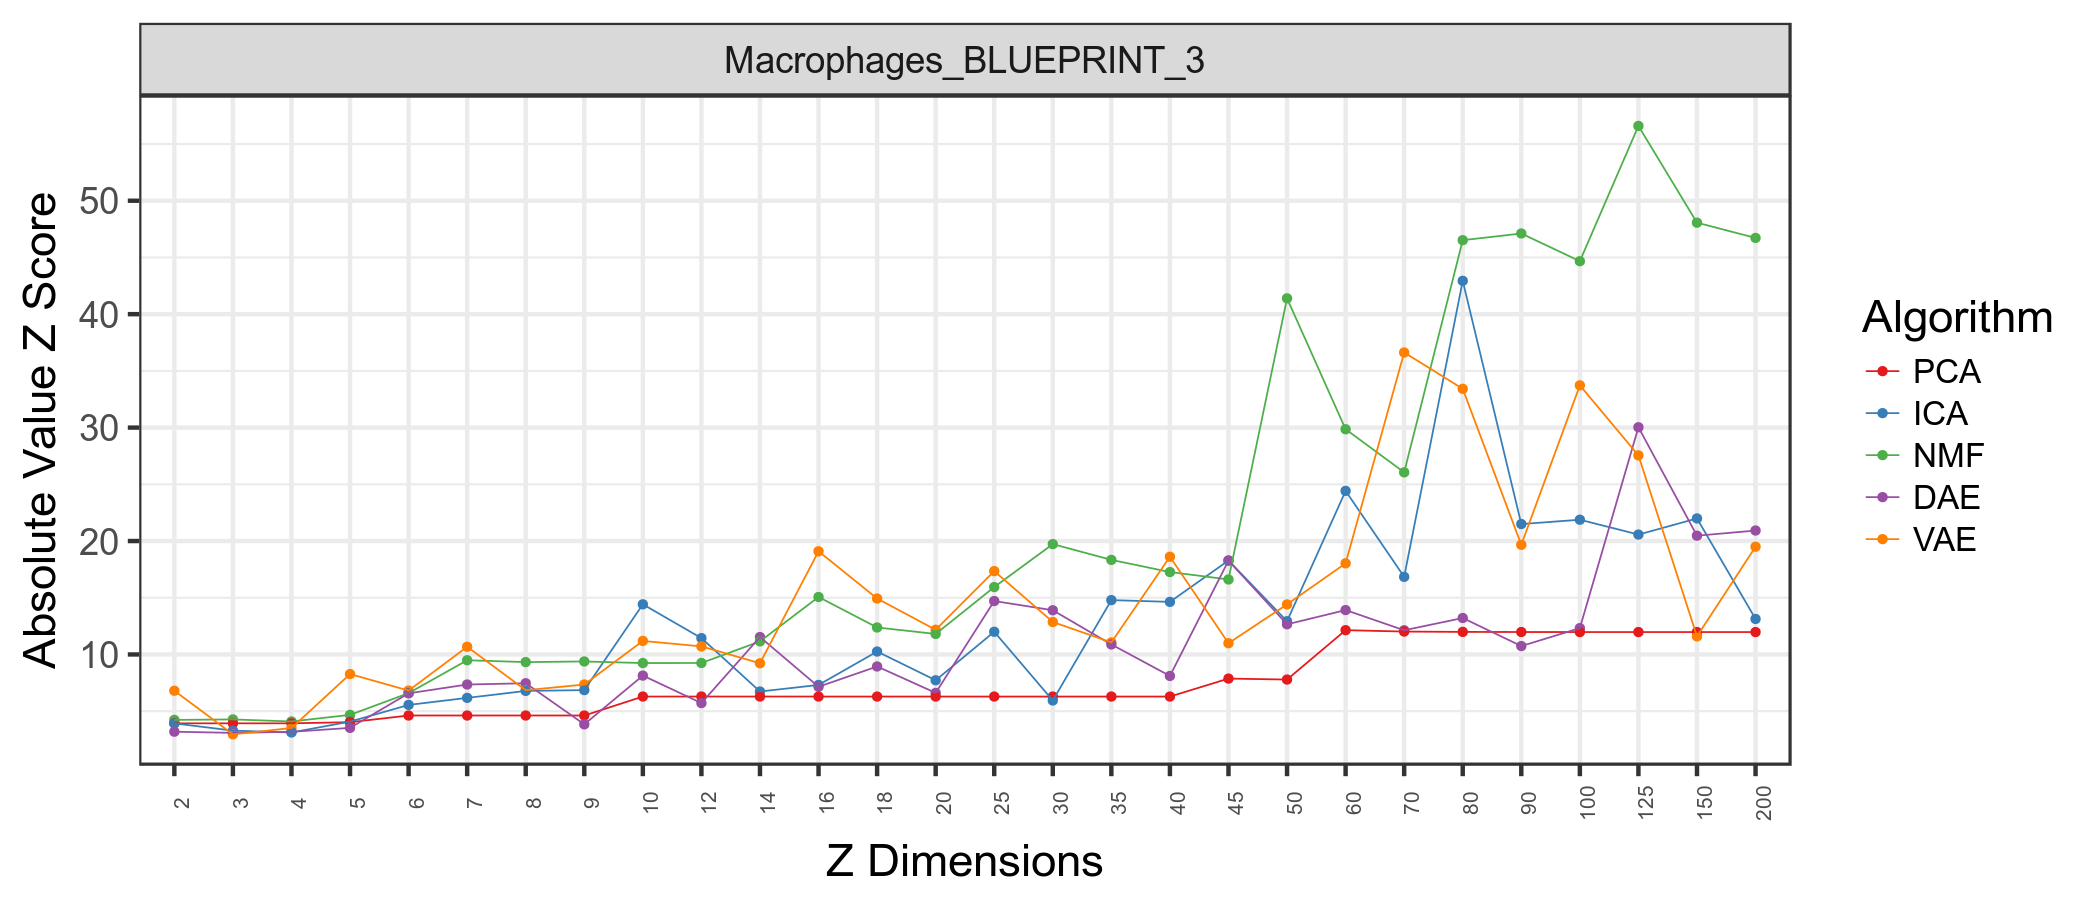 Macrophages_BLUEPRINT_3
Absolute Value Z Score
50
40
30
20
10
2 3 4 5 6 7 8 9 10 12 14 16 18 20 25 30 35 40 45 50 60 70 80 90 100 125 150 200
Z Dimensions
Algorithm
PCA
ICA
NMF
DAE
VAE